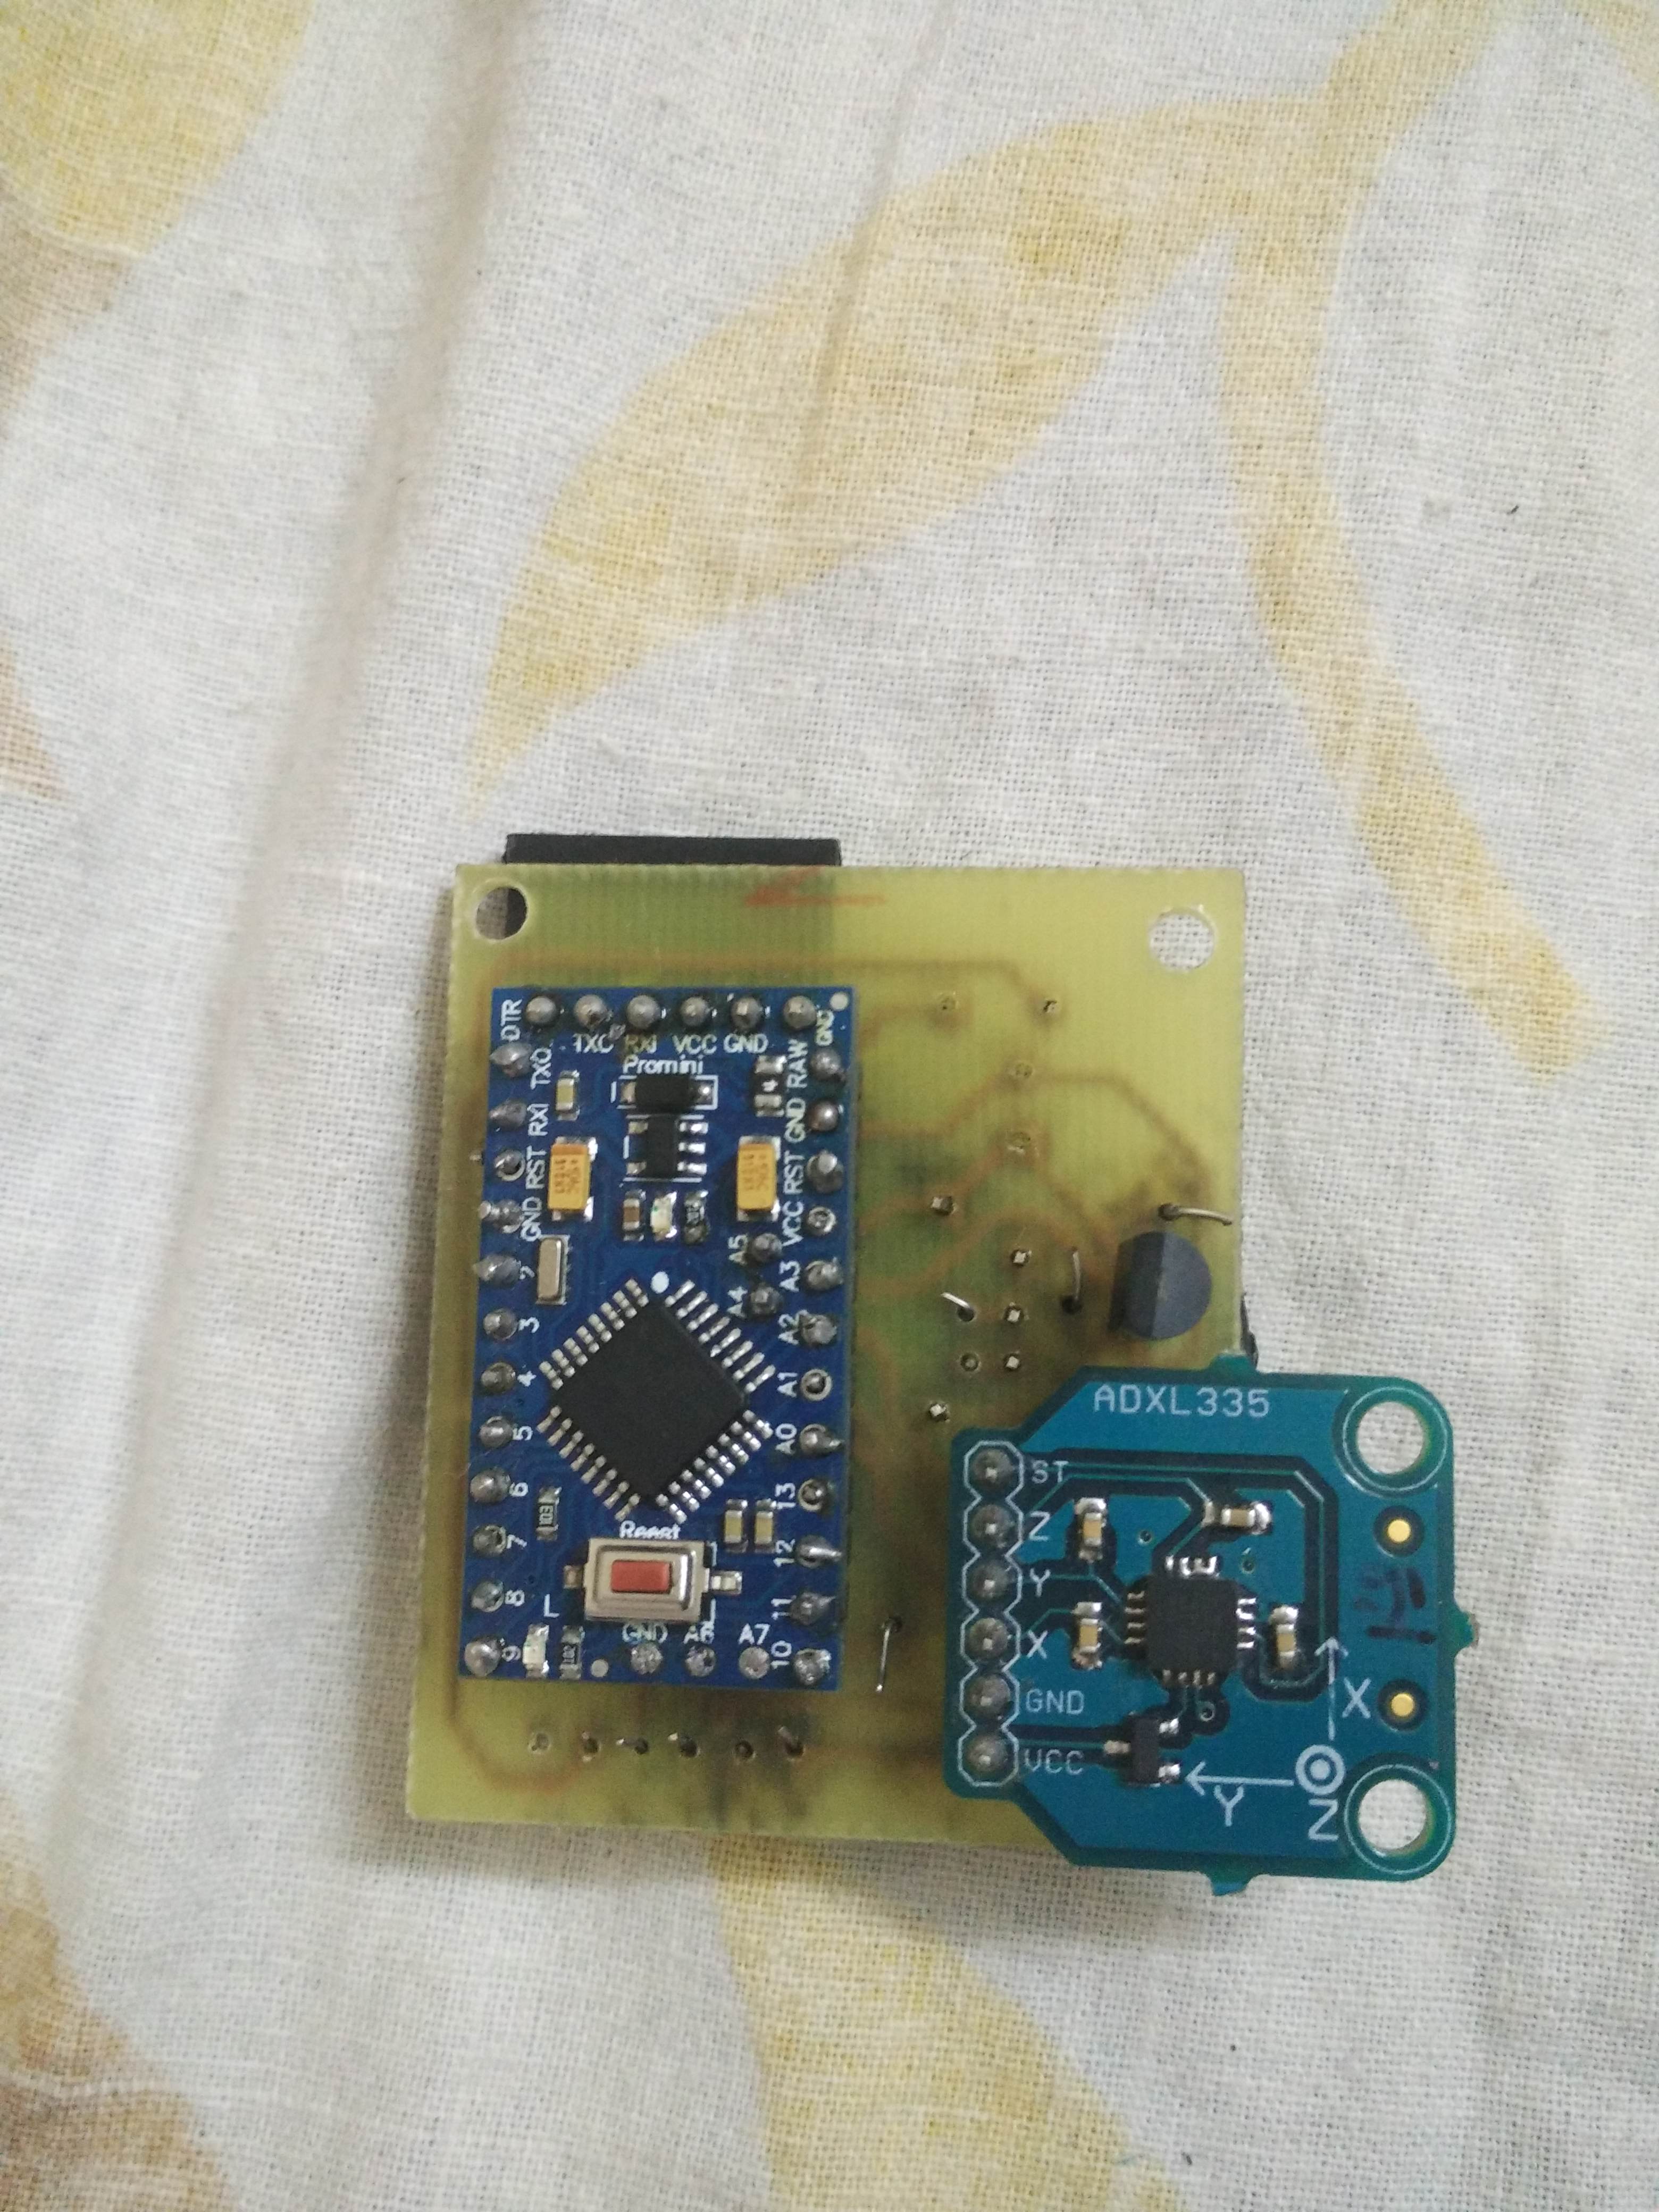 DTR
TXO RXI VCC GND
GND
Promini
TXO
RXI
RST
GND
2
3
4
5
6
7
8
9
RAW
GND
RST
VCC
A3
A2
A1
A0
13
12
11
10
A5
A4
Reset
GND
A7
ADXL335
ST
Z
Y
X
GND
VCC
X
Y
Z